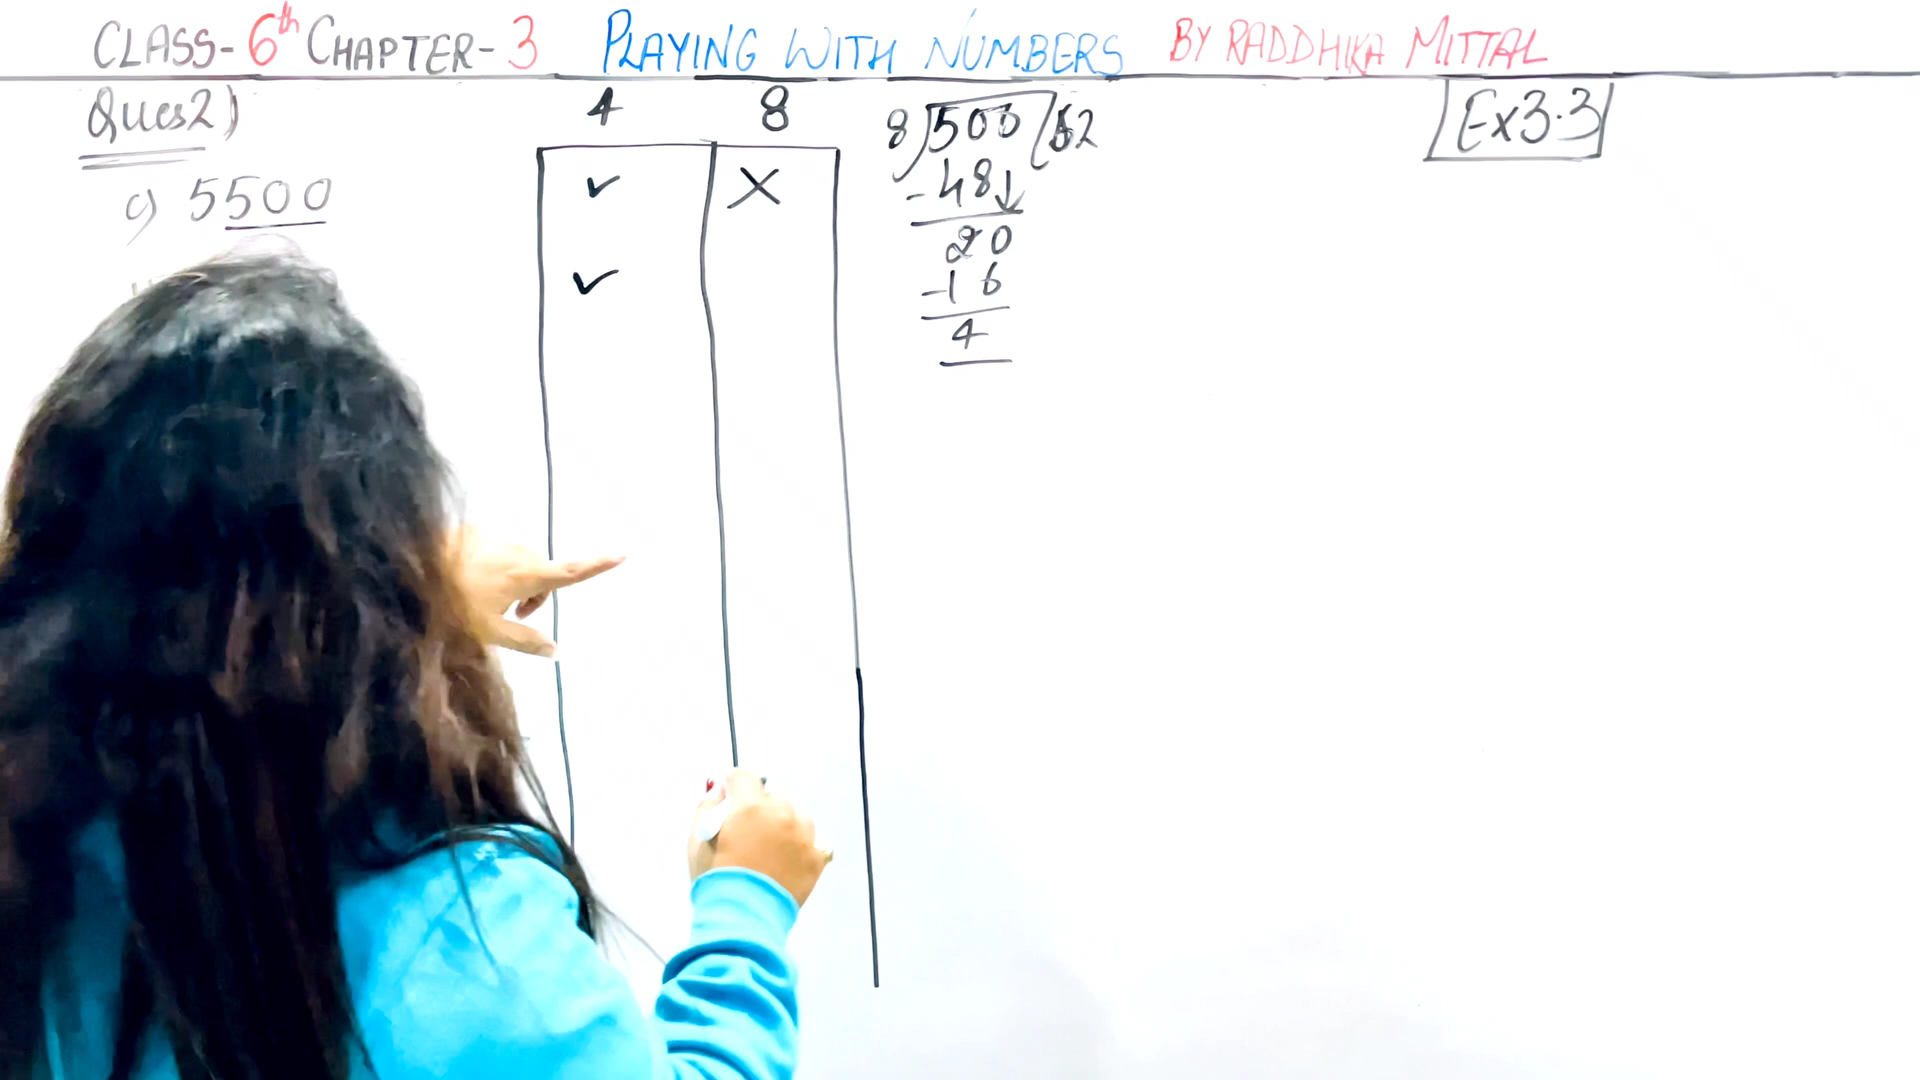 CLASS-6th CHAPTER-3 PLAYING WITH NUMBERS BY RADDHIKA MITTAL
Ques2) Ex3.3
4 8
c) 5500 ✓ X
✓
8)500(62
-48↓
20
-16
4